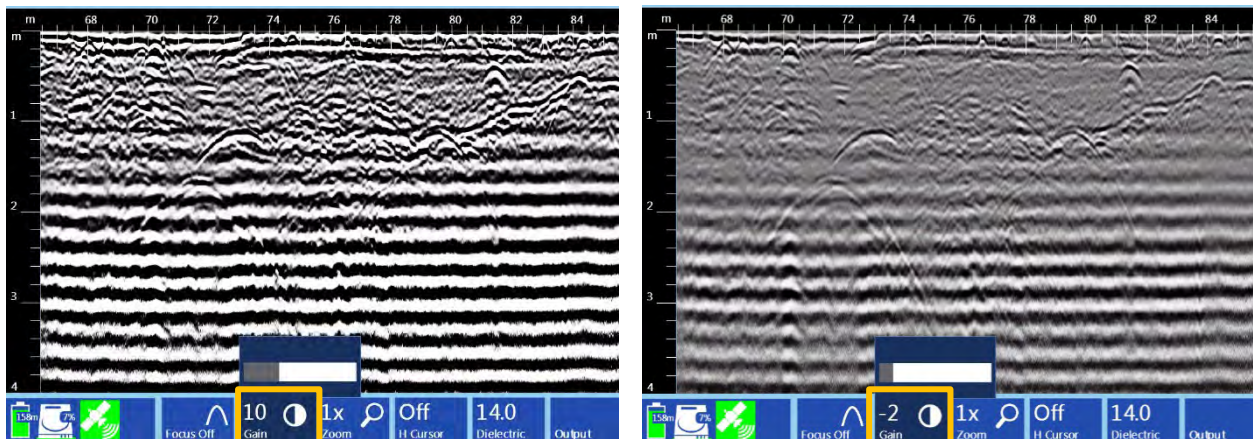 m 68 70 72 74 76 78 80 82 84
1
2
3
4
158m 7% Focus Off 10 Gain 1x Zoom Off H Cursor 14.0 Dielectric Output
m 68 70 72 74 76 78 80 82 84
1
2
3
4
158m 7% Focus Off -2 Gain 1x Zoom Off H Cursor 14.0 Dielectric Output